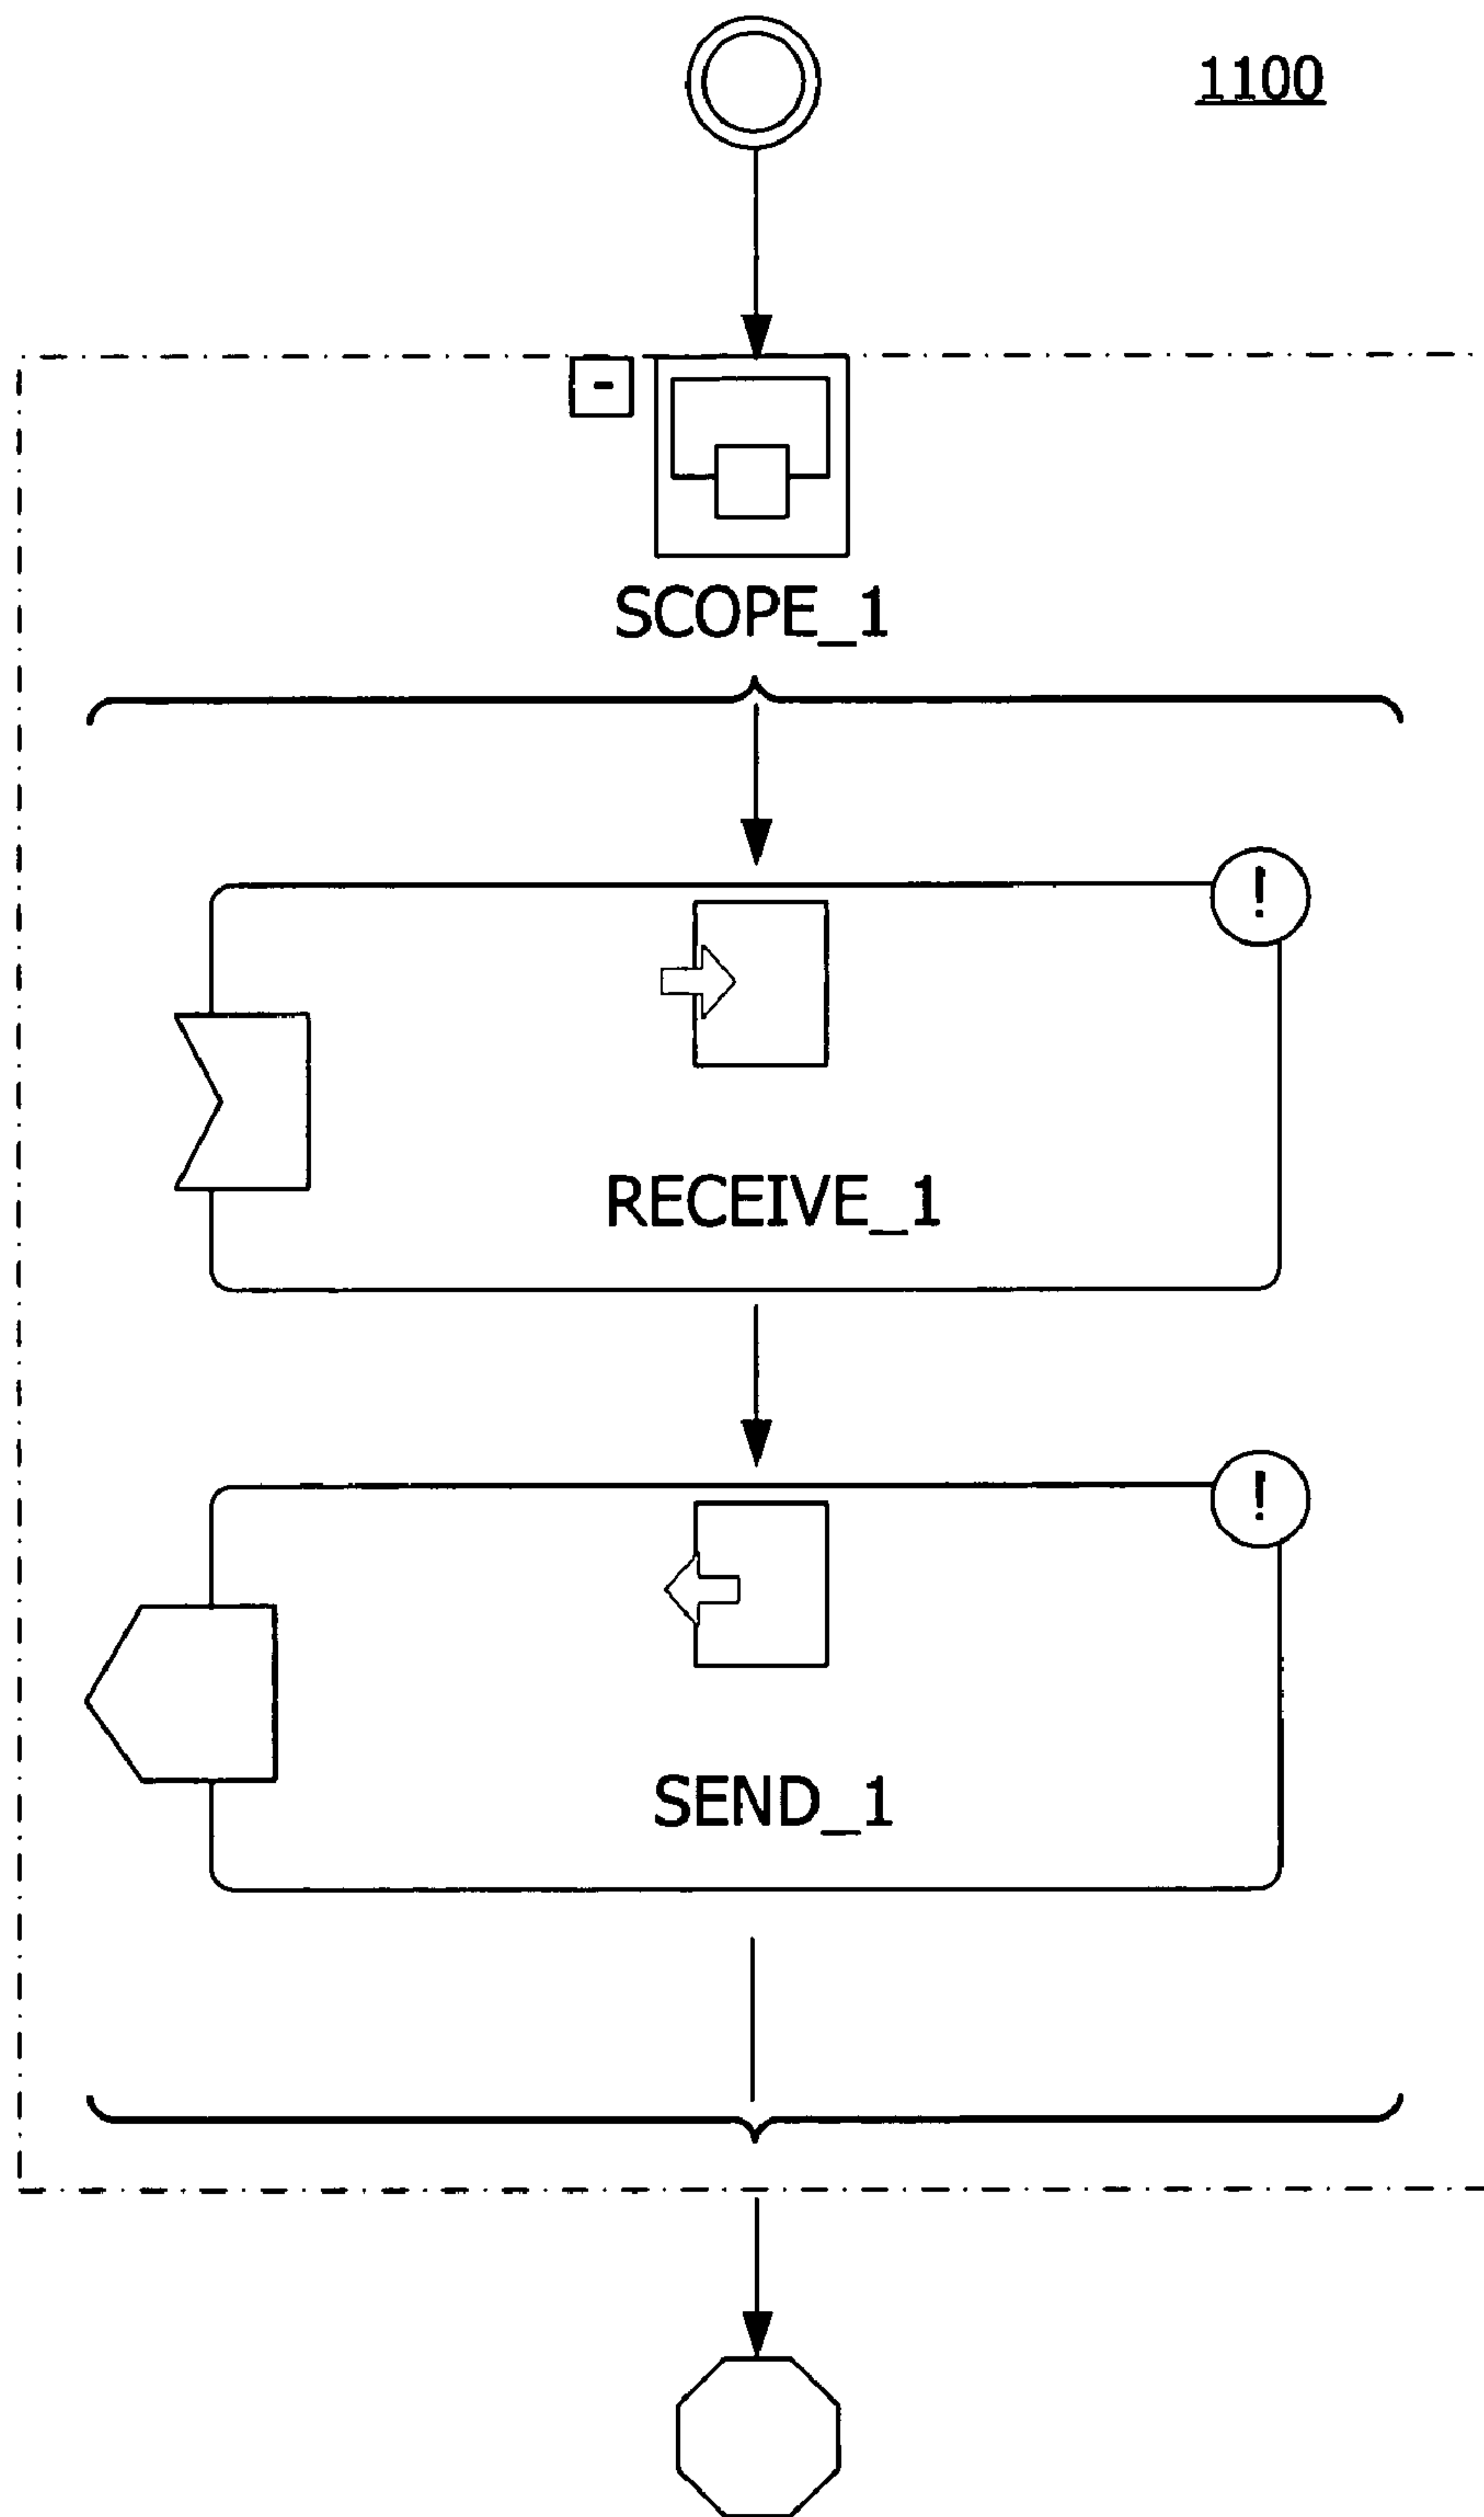 1100
-
SCOPE_1
!
RECEIVE_1
!
SEND_1